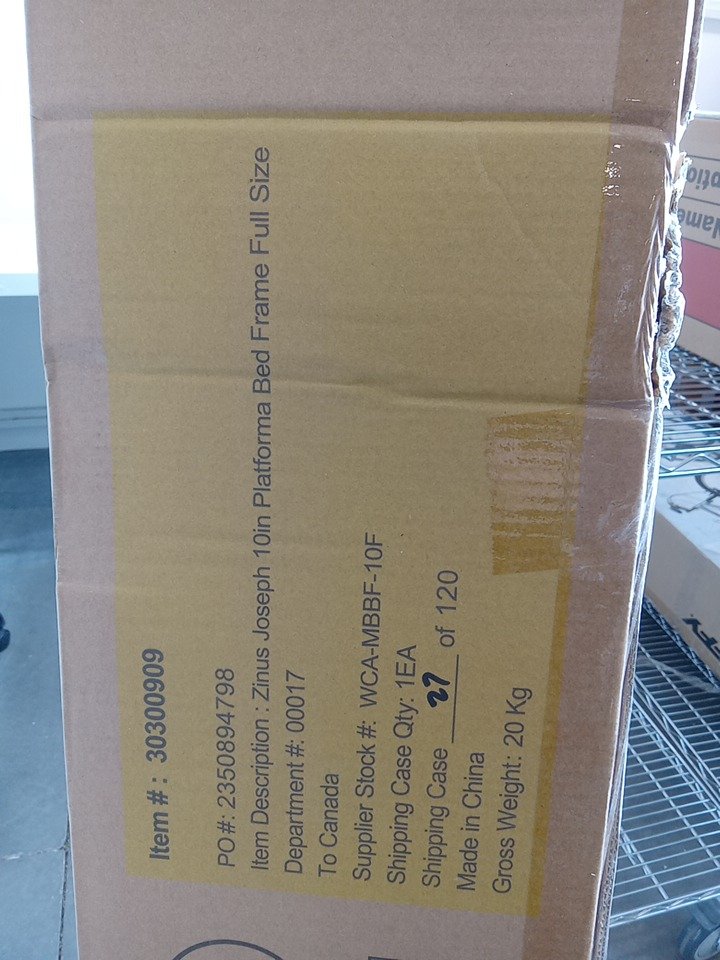 Item # : 30300909
PO#: 2350894798
Item Description : Zinus Joseph 10in Platforma Bed Frame Full Size
Department #: 00017
To Canada
Supplier Stock #: WCA-MBBF-10F
Shipping Case Qty: 1EA
Shipping Case 27 of 120
Made in China
Gross Weight: 20 Kg